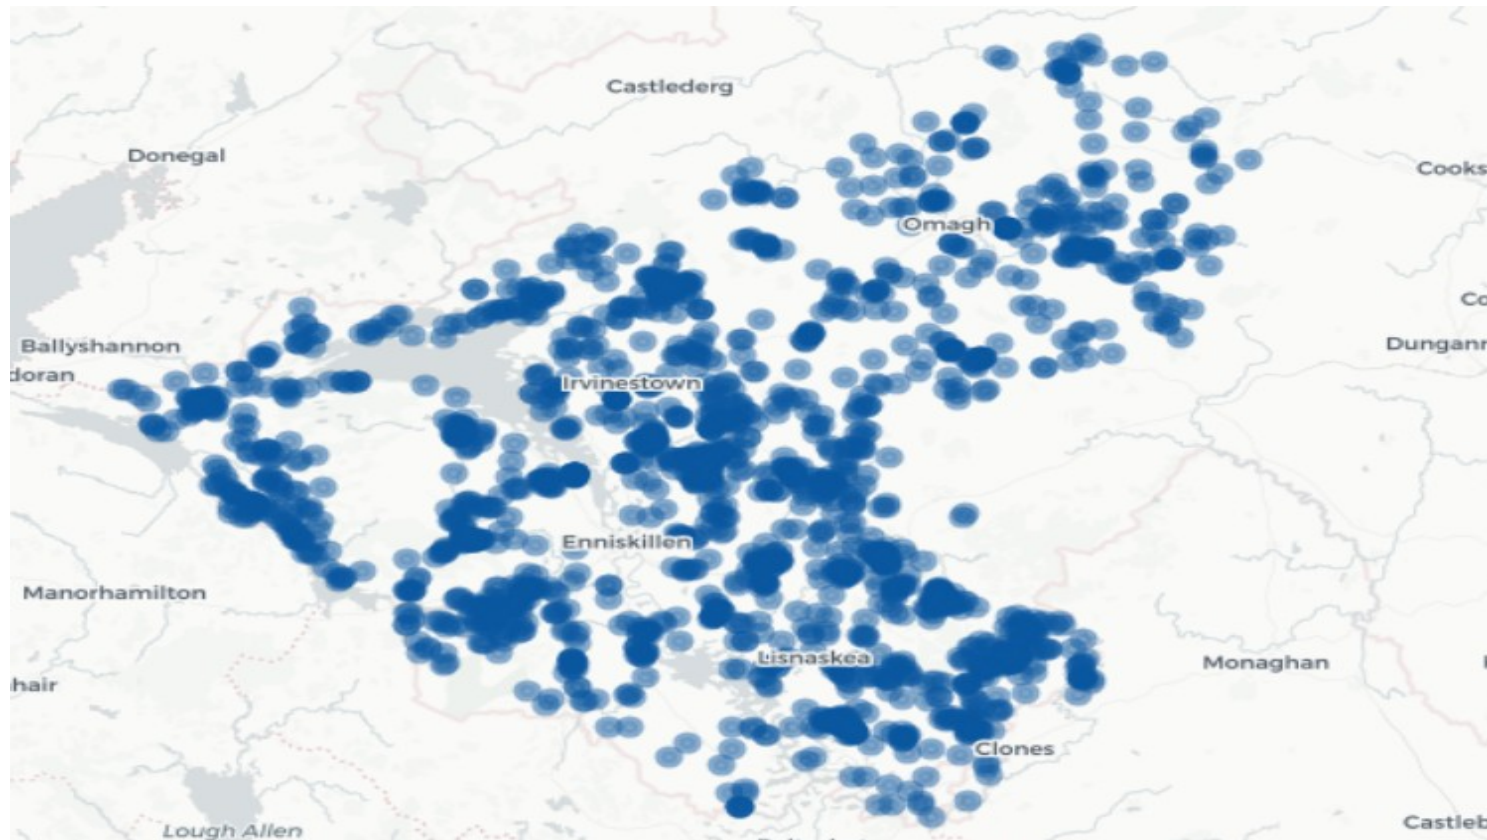 Castlederg
Donegal
Cooks
Omagh
Co
Ballyshannon
doran
Dungann
Irvinestown
Enniskillen
Manorhamilton
Lisnaskea
Monaghan
hair
Clones
Castleb
Lough Allen